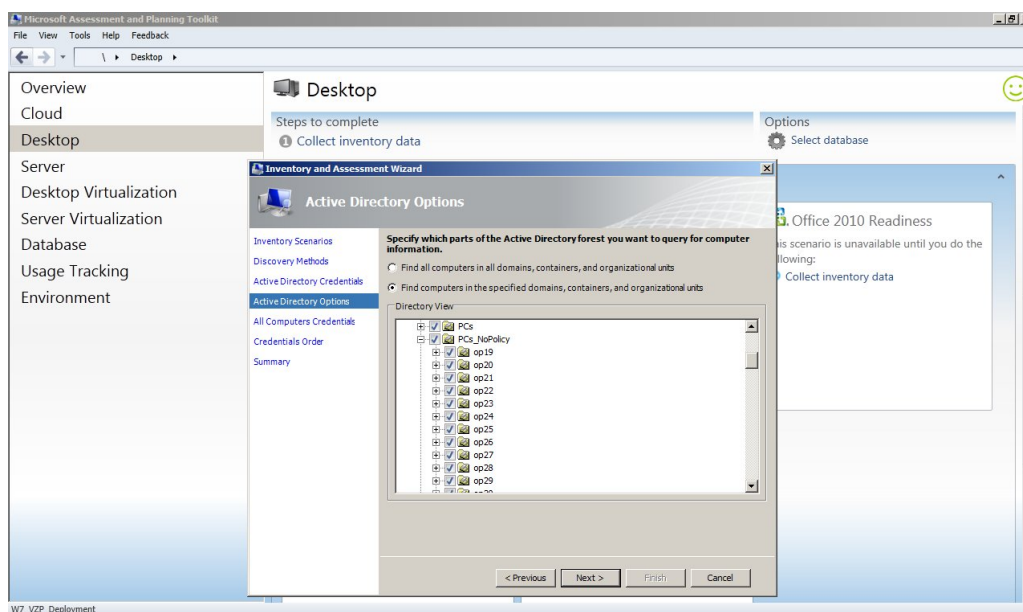 Microsoft Assessment and Planning Toolkit
File View Tools Help Feedback
\ Desktop
Overview
Cloud
Desktop
Server
Desktop Virtualization
Server Virtualization
Database
Usage Tracking
Environment
Desktop
Steps to complete
1 Collect inventory data
Options
Select database
Office 2010 Readiness
is scenario is unavailable until you do the
llowing:
Collect inventory data
Inventory and Assessment Wizard
Active Directory Options
Inventory Scenarios
Discovery Methods
Active Directory Credentials
Active Directory Options
All Computers Credentials
Credentials Order
Summary
Specify which parts of the Active Directory forest you want to query for computer
information.
Find all computers in all domains, containers, and organizational units
Find computers in the specified domains, containers, and organizational units
Directory View
PCs
PCs_NoPolicy
op19
op20
op21
op22
op23
op24
op25
op26
op27
op28
op29
< Previous
Next >
Finish
Cancel
W7_VZP_Deployment